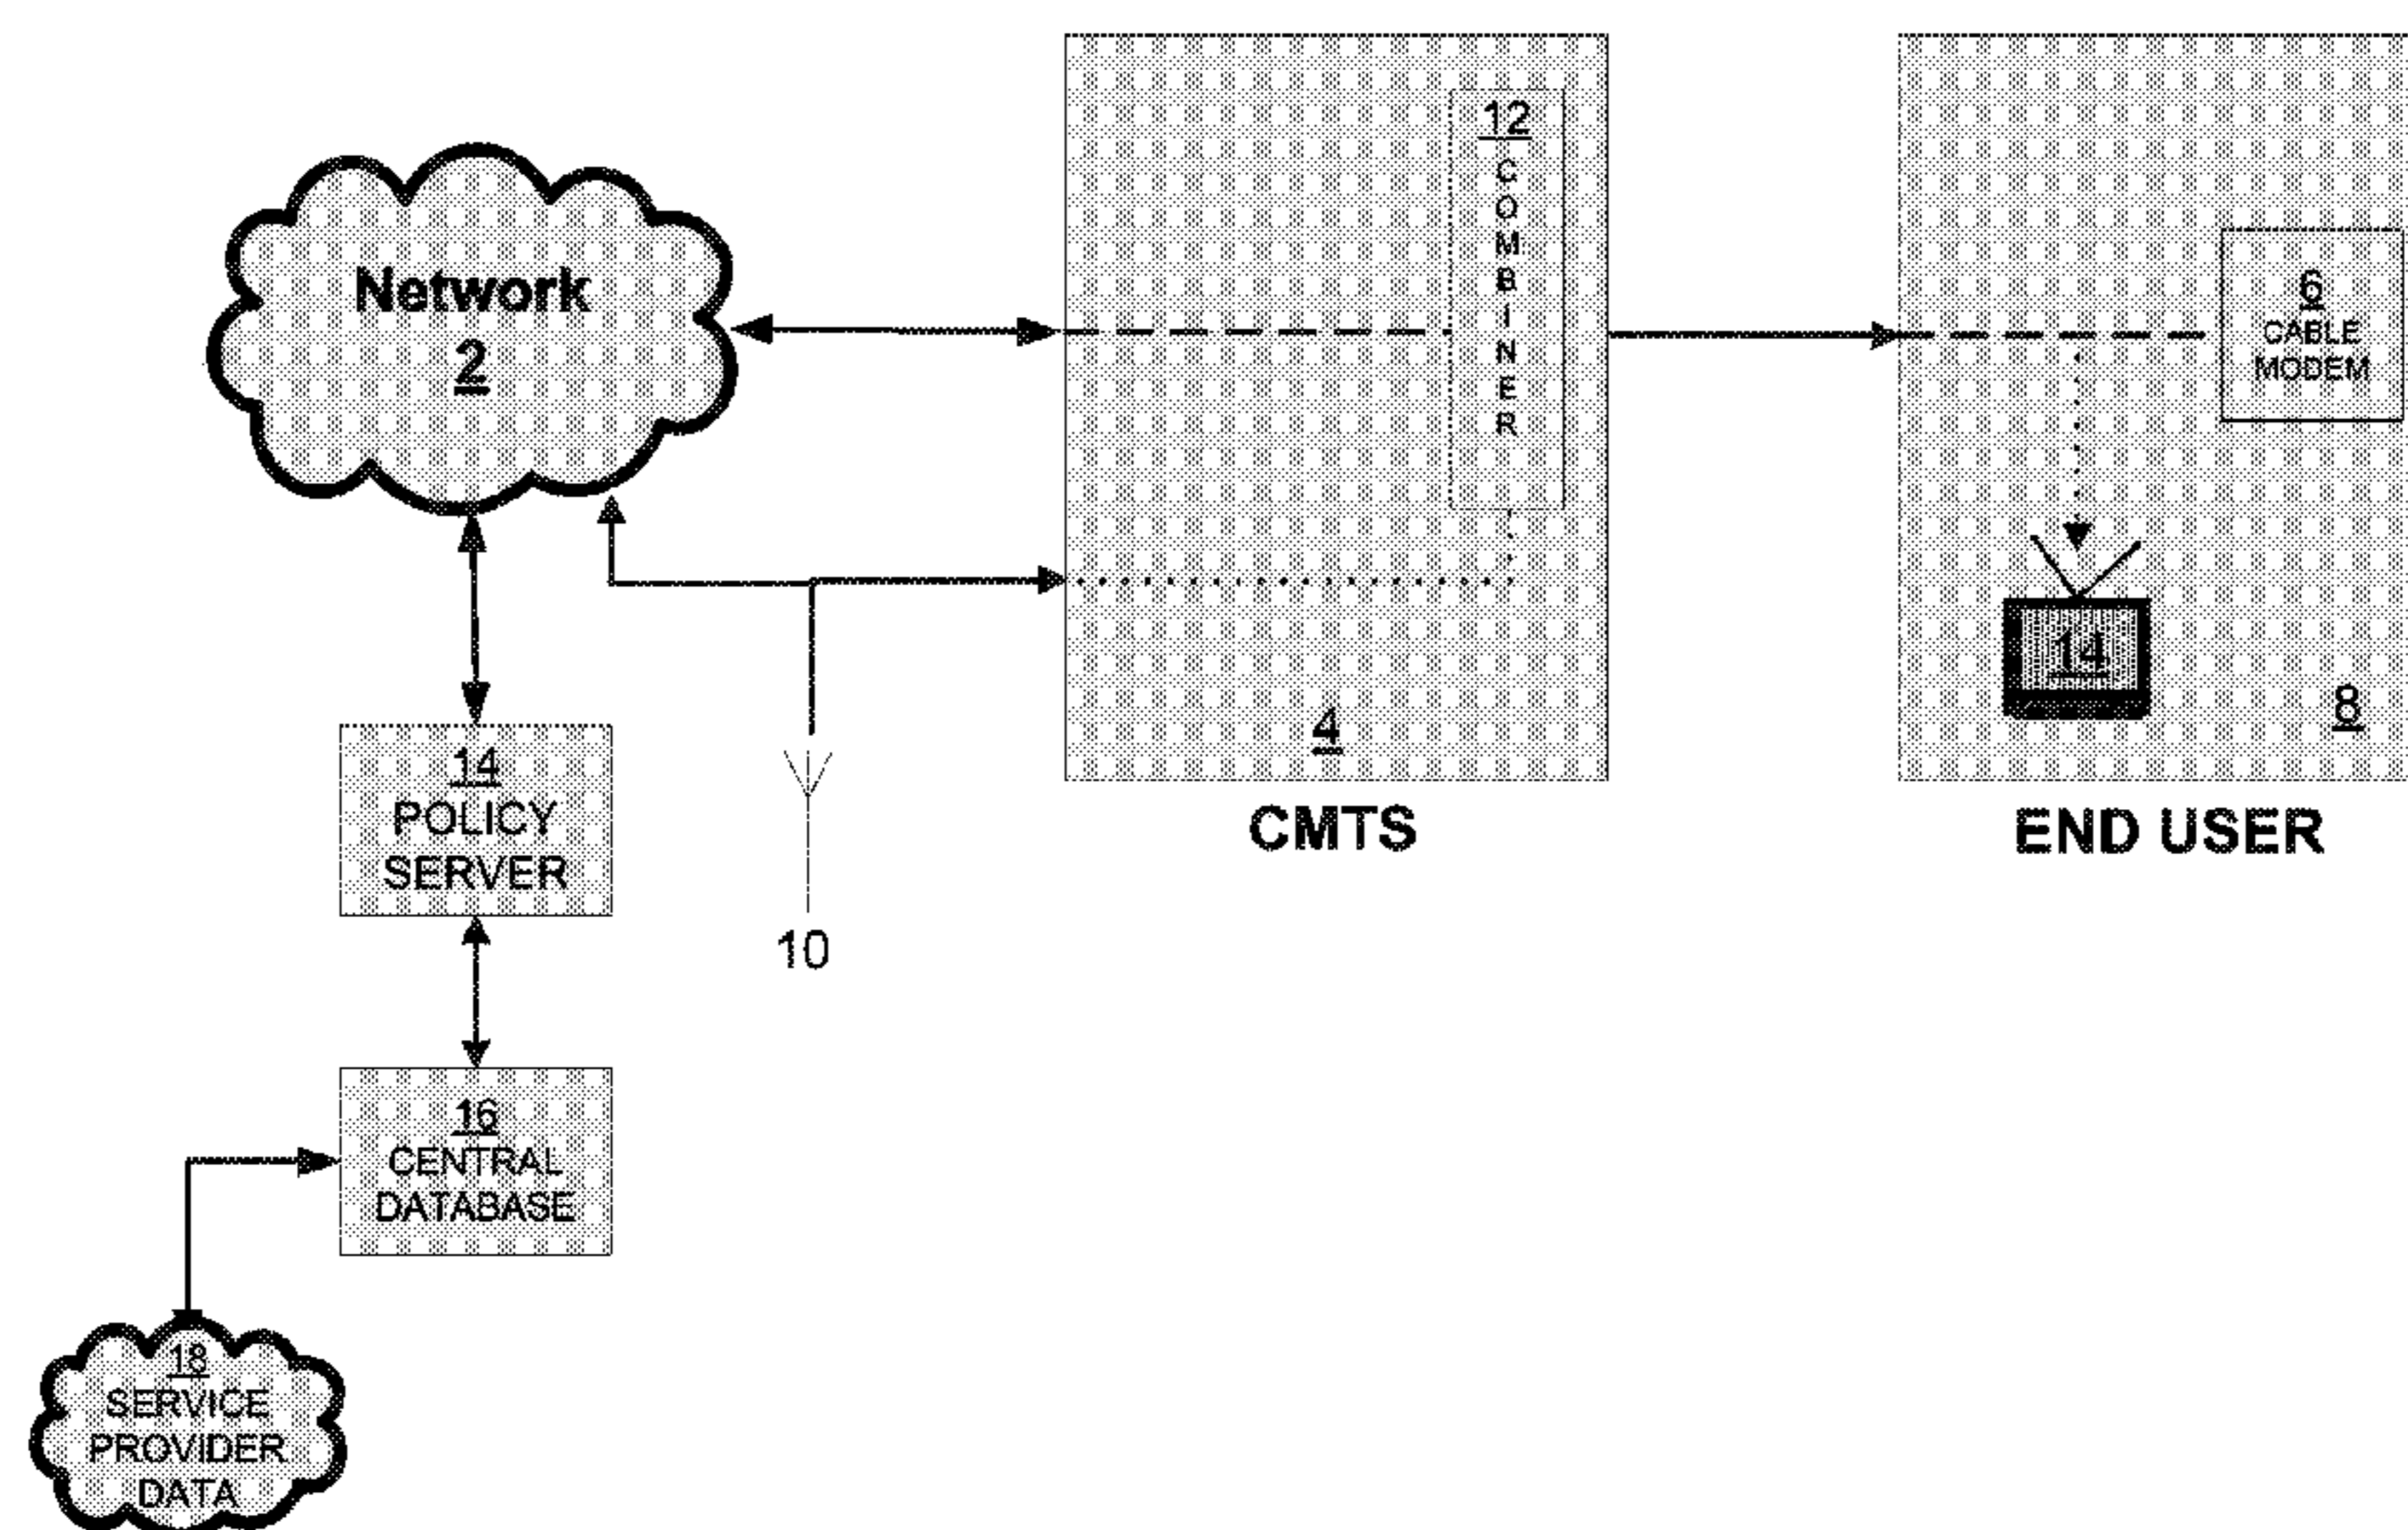 Network
2
12
COMBINER
6
CABLE
MODEM
14
8
4
CMTS
END USER
14
POLICY
SERVER
10
16
CENTRAL
DATABASE
18
SERVICE
PROVIDER
DATA